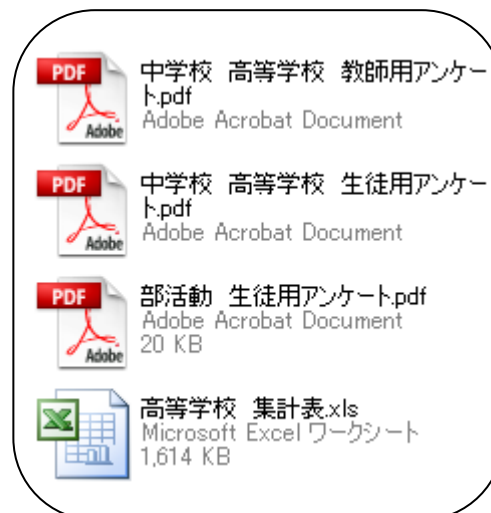 PDF
中学校　高等学校　教師用アンケー
ト.pdf
Adobe Acrobat Document
Adobe
PDF
中学校　高等学校　生徒用アンケー
ト.pdf
Adobe Acrobat Document
Adobe
PDF
部活動　生徒用アンケート.pdf
Adobe Acrobat Document
20 KB
Adobe
高等学校　集計表.xls
Microsoft Excel ワークシート
1,614 KB